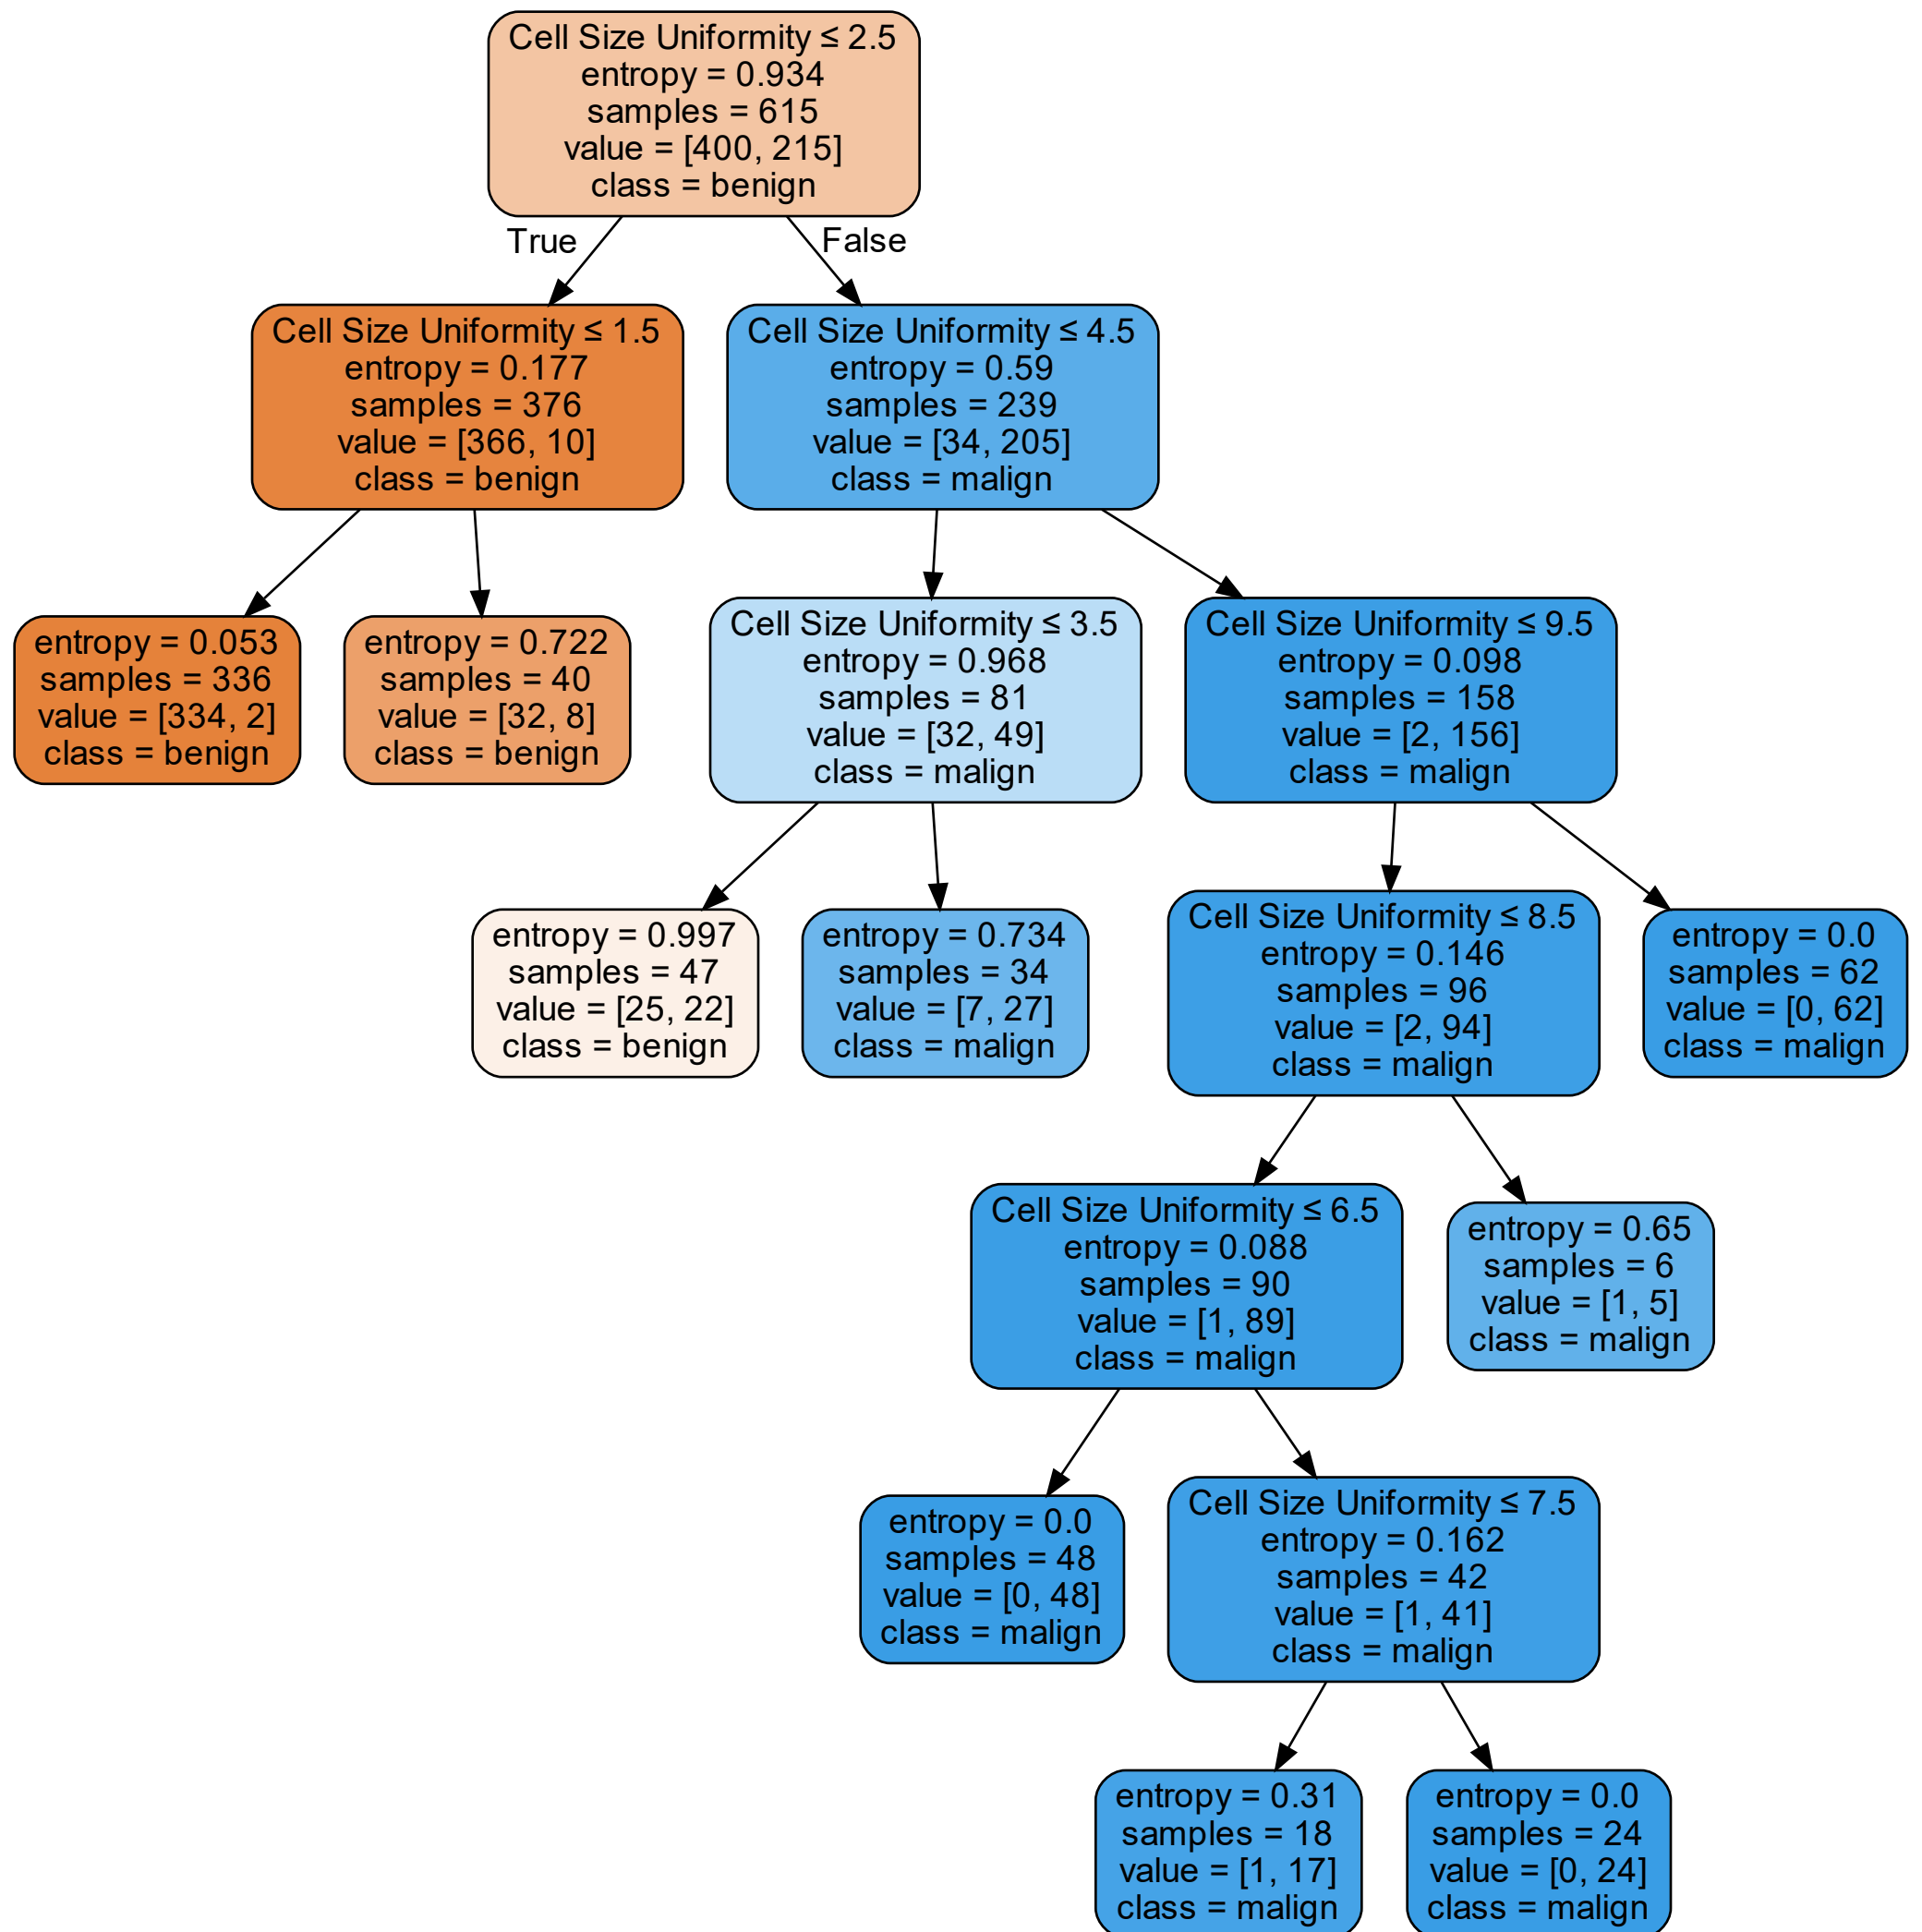 Cell Size Uniformity ≤ 2.5
entropy = 0.934
samples = 615
value = [400, 215]
class = benign
True
False
Cell Size Uniformity ≤ 1.5
entropy = 0.177
samples = 376
value = [366, 10]
class = benign
Cell Size Uniformity ≤ 4.5
entropy = 0.59
samples = 239
value = [34, 205]
class = malign
entropy = 0.053
samples = 336
value = [334, 2]
class = benign
entropy = 0.722
samples = 40
value = [32, 8]
class = benign
Cell Size Uniformity ≤ 3.5
entropy = 0.968
samples = 81
value = [32, 49]
class = malign
Cell Size Uniformity ≤ 9.5
entropy = 0.098
samples = 158
value = [2, 156]
class = malign
entropy = 0.997
samples = 47
value = [25, 22]
class = benign
entropy = 0.734
samples = 34
value = [7, 27]
class = malign
Cell Size Uniformity ≤ 8.5
entropy = 0.146
samples = 96
value = [2, 94]
class = malign
entropy = 0.0
samples = 62
value = [0, 62]
class = malign
Cell Size Uniformity ≤ 6.5
entropy = 0.088
samples = 90
value = [1, 89]
class = malign
entropy = 0.65
samples = 6
value = [1, 5]
class = malign
entropy = 0.0
samples = 48
value = [0, 48]
class = malign
Cell Size Uniformity ≤ 7.5
entropy = 0.162
samples = 42
value = [1, 41]
class = malign
entropy = 0.31
samples = 18
value = [1, 17]
class = malign
entropy = 0.0
samples = 24
value = [0, 24]
class = malign